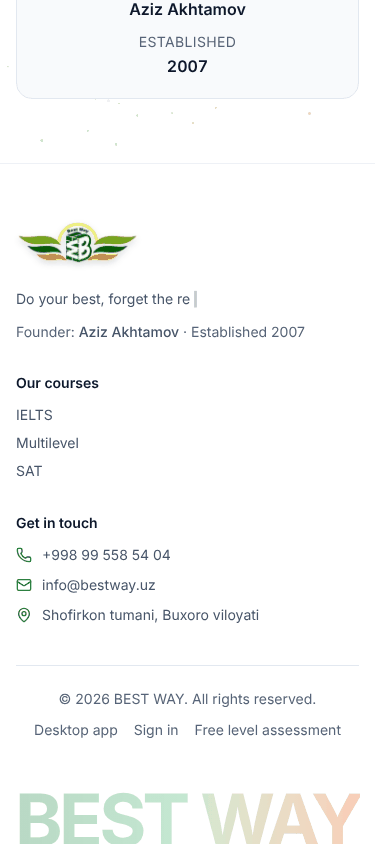 Aziz Akhtamov
ESTABLISHED
2007
Best Way
Do your best, forget the re
Founder: Aziz Akhtamov · Established 2007
Our courses
IELTS
Multilevel
SAT
Get in touch
+998 99 558 54 04
info@bestway.uz
Shofirkon tumani, Buxoro viloyati
© 2026 BEST WAY. All rights reserved.
Desktop app Sign in Free level assessment
BEST WAY